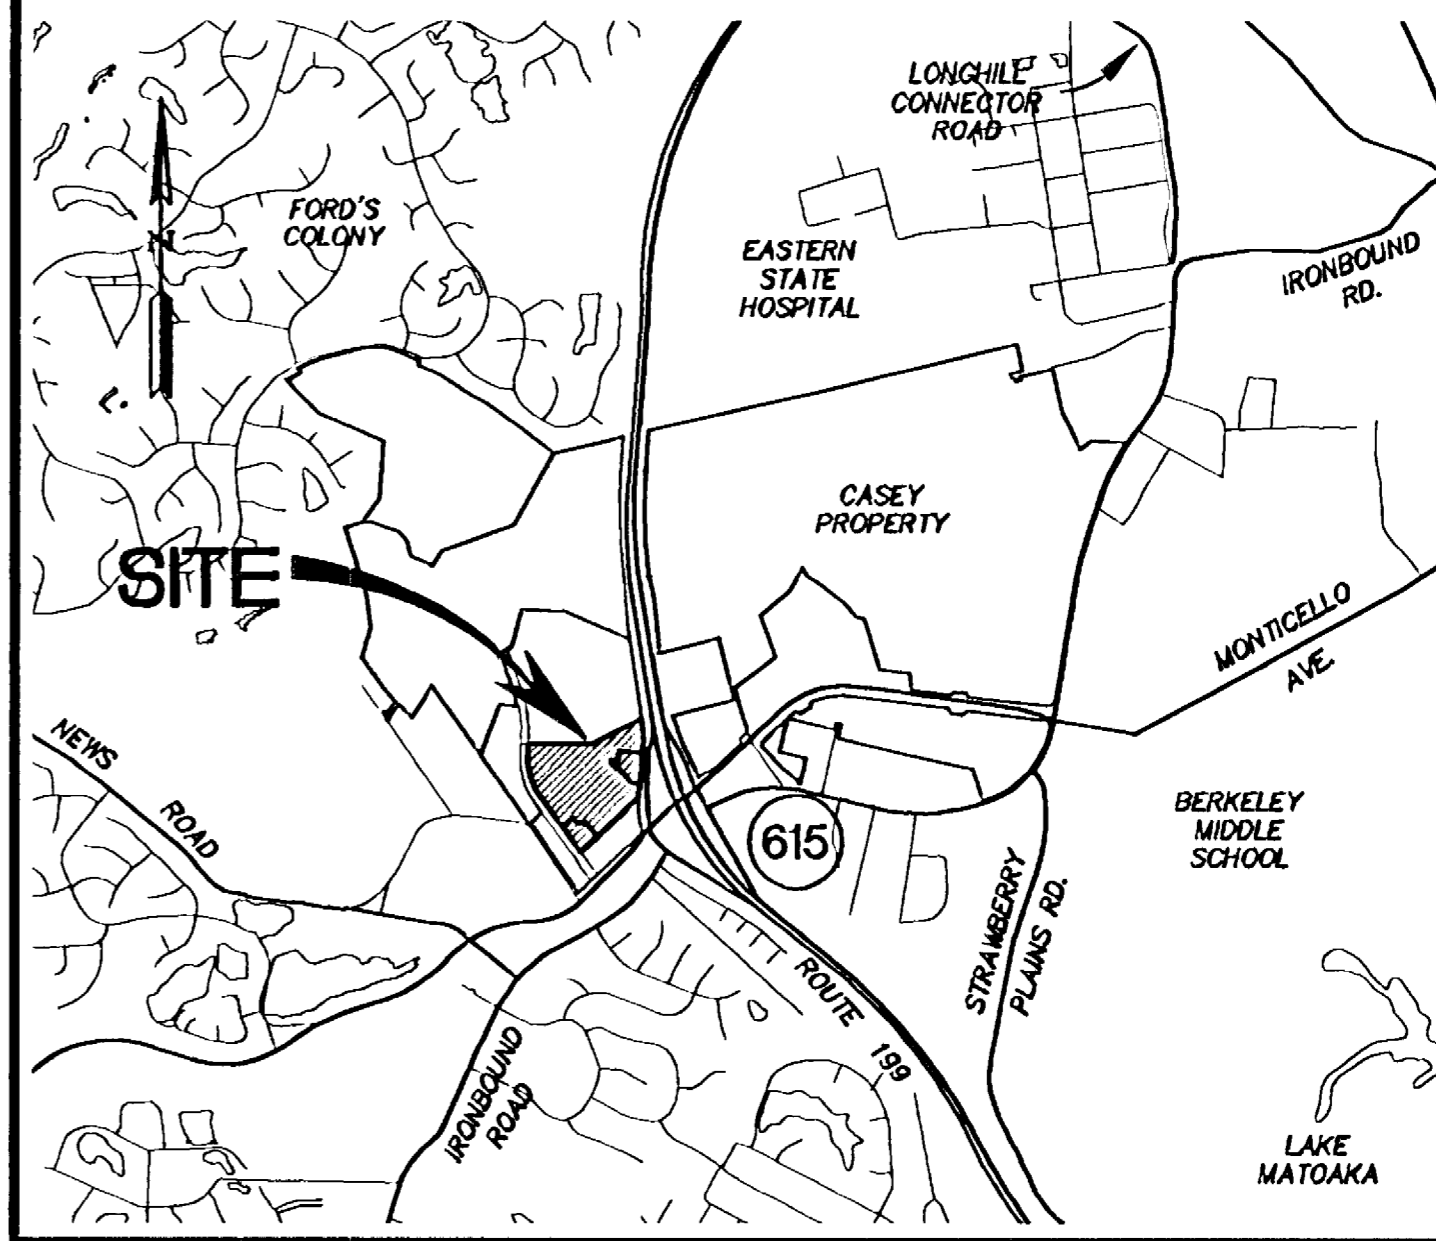 LONGHILL
CONNECTOR
ROAD
FORD'S
COLONY
N
EASTERN
STATE
HOSPITAL
IRONBOUND
RD.
CASEY
PROPERTY
SITE
MONTICELLO
AVE.
NEWS
ROAD
BERKELEY
MIDDLE
SCHOOL
615
STRAWBERRY
PLAINS RD.
ROUTE
199
IRONBOUND
ROAD
LAKE
MATOAKA